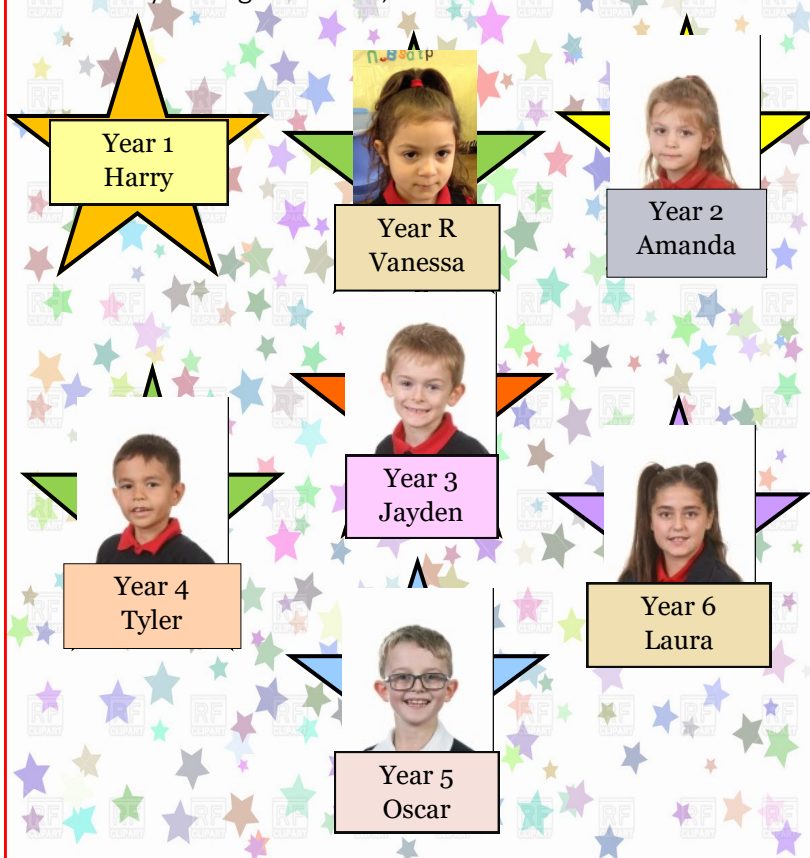 Year 1
Harry
Year R
Vanessa
Year 2
Amanda
Year 3
Jayden
Year 4
Tyler
Year 6
Laura
Year 5
Oscar